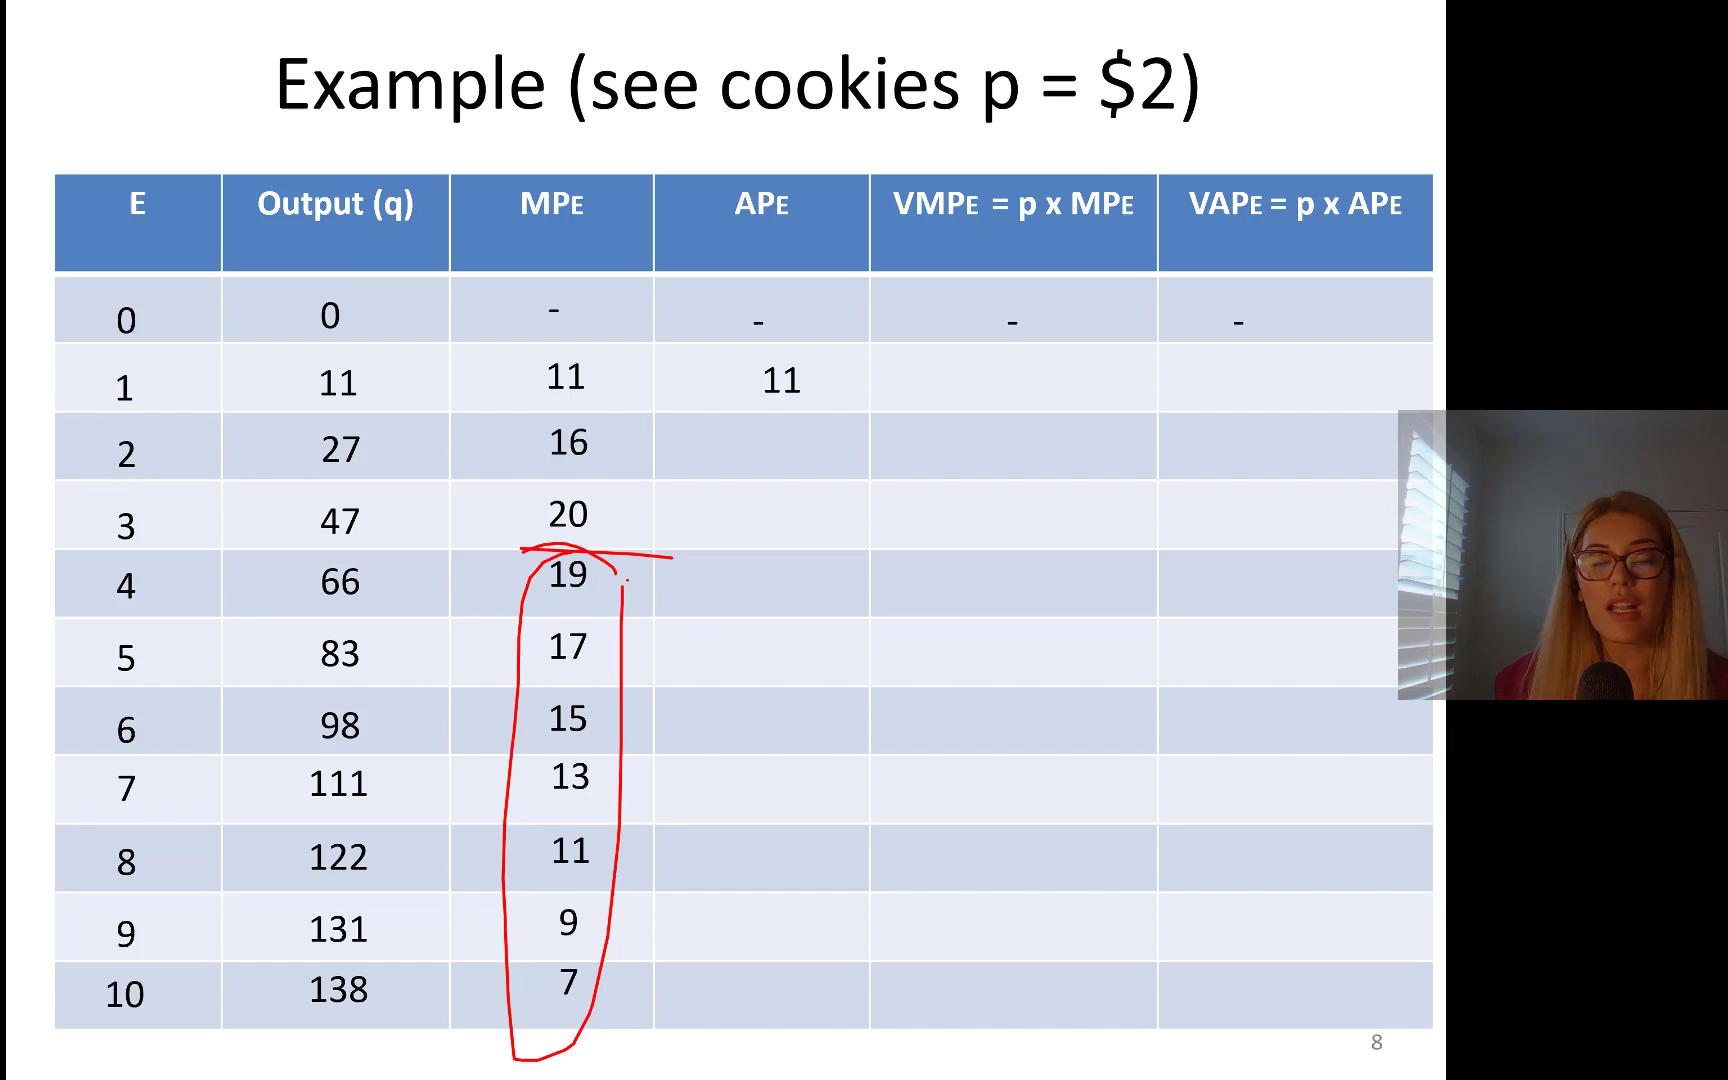 Example (see cookies p = $2)
E Output (q) MPE APE VMPE = p x MPE VAPE = p x APE
0 0 - - - -
1 11 11 11
2 27 16
3 47 20
4 66 19
5 83 17
6 98 15
7 111 13
8 122 11
9 131 9
10 138 7
8